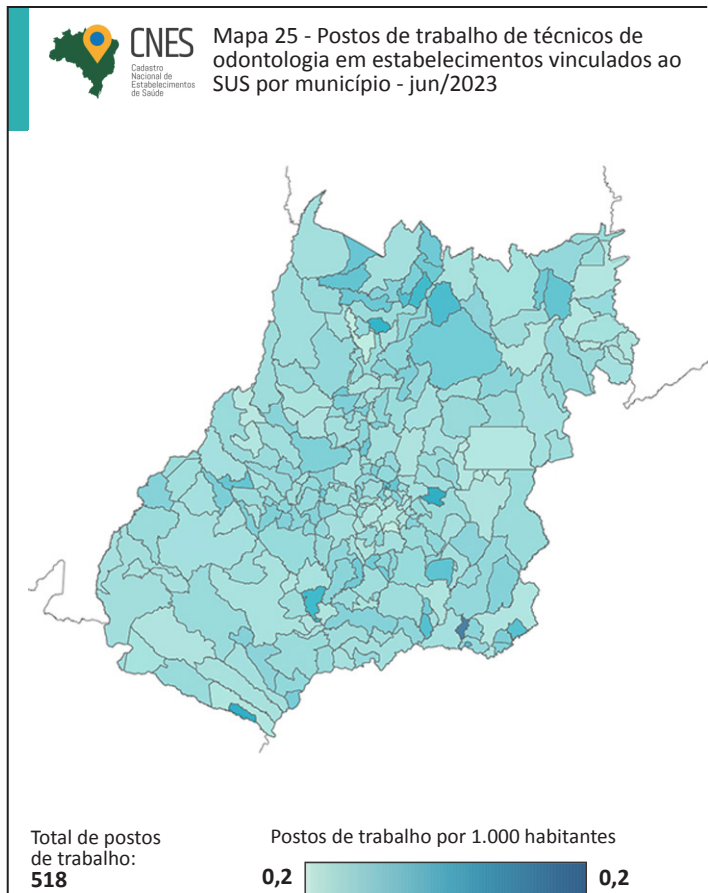 CNES
Cadastro
Nacional de
Estabelecimentos
de Saúde
Mapa 25 - Postos de trabalho de técnicos de
odontologia em estabelecimentos vinculados ao
SUS por município - jun/2023
Total de postos
de trabalho:
518
Postos de trabalho por 1.000 habitantes
0,2
0,2